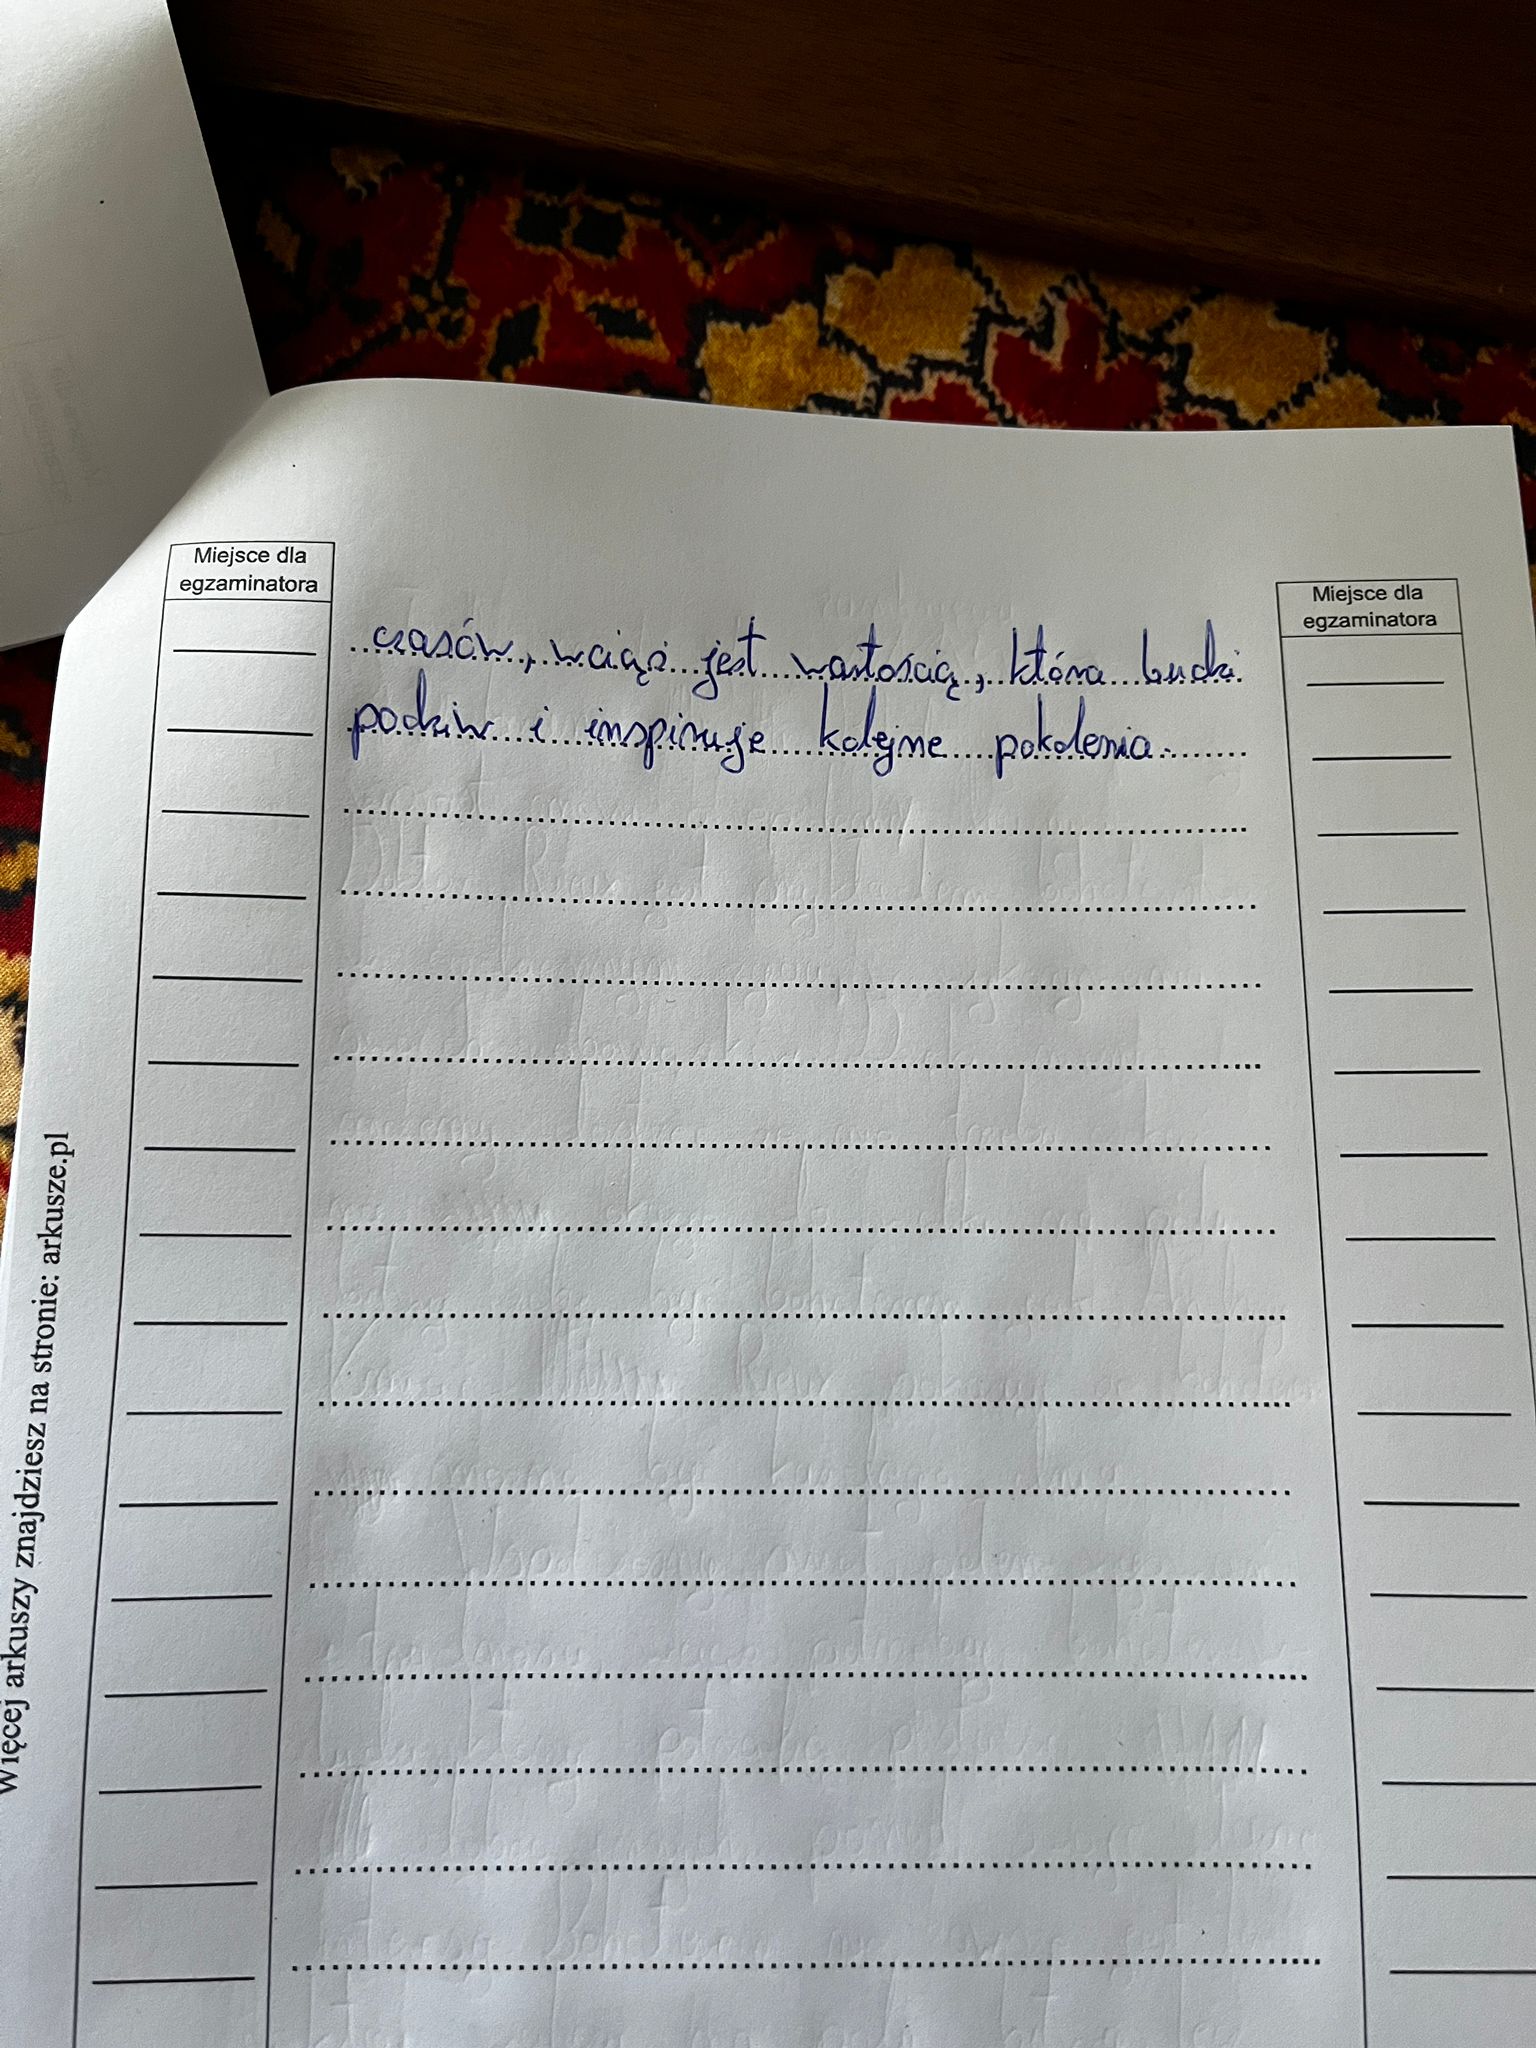 Miejsce dla
egzaminatora
Miejsce dla
egzaminatora
czasów, wciąż jest wartością, która budzi
podziw i inspiruje kolejne pokolenia.
Więcej arkuszy znajdziesz na stronie: arkusze.pl